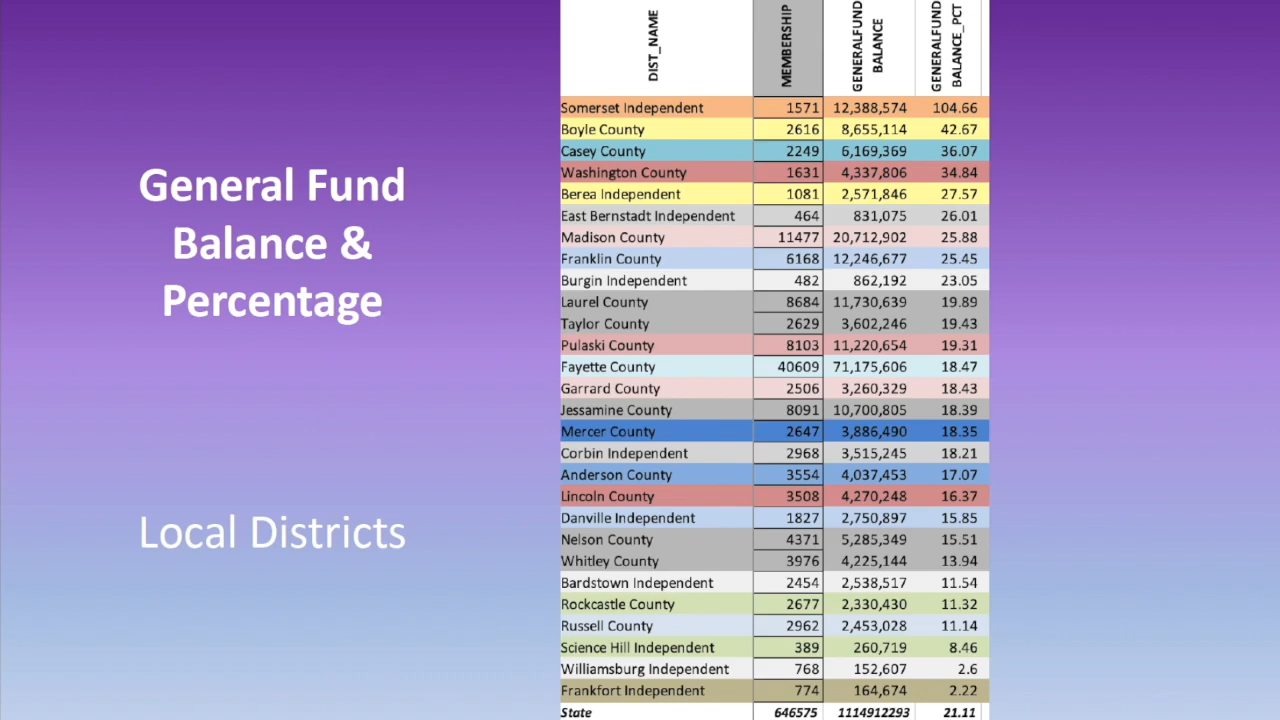 General Fund
Balance &
Percentage
Local Districts
DIST_NAME MEMBERSHIP GENERALFUND BALANCE GENERALFUND BALANCE_PCT
Somerset Independent 1571 12,388,574 104.66
Boyle County 2616 8,655,114 42.67
Casey County 2249 6,169,369 36.07
Washington County 1631 4,337,806 34.84
Berea Independent 1081 2,571,846 27.57
East Bernstadt Independent 464 831,075 26.01
Madison County 11477 20,712,902 25.88
Franklin County 6168 12,246,677 25.45
Burgin Independent 482 862,192 23.05
Laurel County 8684 11,730,639 19.89
Taylor County 2629 3,602,246 19.43
Pulaski County 8103 11,220,654 19.31
Fayette County 40609 71,175,606 18.47
Garrard County 2506 3,260,329 18.43
Jessamine County 8091 10,700,805 18.39
Mercer County 2647 3,886,490 18.35
Corbin Independent 2968 3,515,245 18.21
Anderson County 3554 4,037,453 17.07
Lincoln County 3508 4,270,248 16.37
Danville Independent 1827 2,750,897 15.85
Nelson County 4371 5,285,349 15.51
Whitley County 3976 4,225,144 13.94
Bardstown Independent 2454 2,538,517 11.54
Rockcastle County 2677 2,330,430 11.32
Russell County 2962 2,453,028 11.14
Science Hill Independent 389 260,719 8.46
Williamsburg Independent 768 152,607 2.6
Frankfort Independent 774 164,674 2.22
State 646575 1114912293 21.11